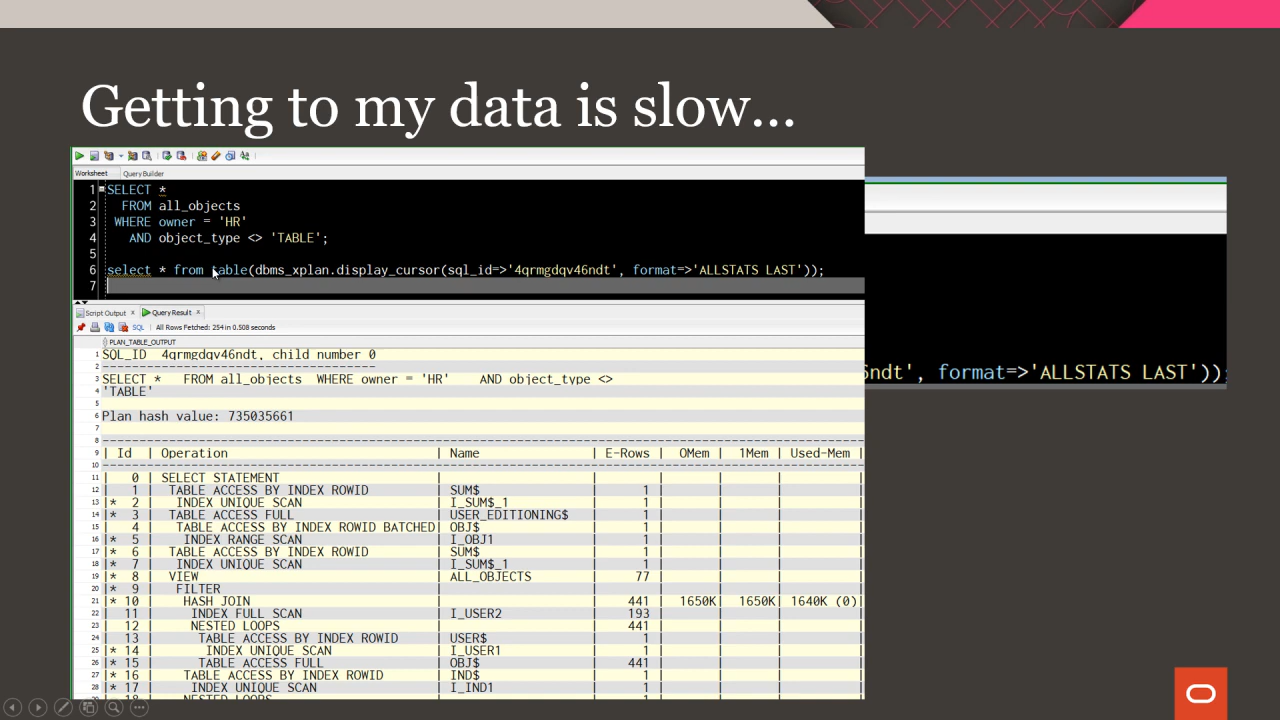 Getting to my data is slow...
Worksheet Query Builder
1 SELECT *
2 FROM all_objects
3 WHERE owner = 'HR'
4 AND object_type <> 'TABLE';
5
6 select * from table(dbms_xplan.display_cursor(sql_id=>'4qrmgdqv46ndt', format=>'ALLSTATS LAST'));
7
5ndt', format=>'ALLSTATS LAST'));
Script Output x Query Result x
SQL | All Rows Fetched: 254 in 0.508 seconds
PLAN_TABLE_OUTPUT
1 SQL_ID 4qrmgdqv46ndt, child number 0
2 -------------------------------------
3 SELECT * FROM all_objects WHERE owner = 'HR' AND object_type <>
4 'TABLE'
5
6 Plan hash value: 735035661
7
8 --------------------------------------------------------------------------------
9 | Id | Operation | Name | E-Rows | OMem | 1Mem | Used-Mem |
10 --------------------------------------------------------------------------------
11 | 0 | SELECT STATEMENT | | | | | |
12 | 1 | TABLE ACCESS BY INDEX ROWID | SUM$ | 1 | | | |
13 |* 2 | INDEX UNIQUE SCAN | I_SUM$_1 | 1 | | | |
14 |* 3 | TABLE ACCESS FULL | USER_EDITIONING$ | 1 | | | |
15 | 4 | TABLE ACCESS BY INDEX ROWID BATCHED| OBJ$ | 1 | | | |
16 |* 5 | INDEX RANGE SCAN | I_OBJ1 | 1 | | | |
17 |* 6 | TABLE ACCESS BY INDEX ROWID | SUM$ | 1 | | | |
18 |* 7 | INDEX UNIQUE SCAN | I_SUM$_1 | 1 | | | |
19 |* 8 | VIEW | ALL_OBJECTS | 77 | | | |
20 |* 9 | FILTER | | | | | |
21 |* 10 | HASH JOIN | | 441 | 1650K| 1650K| 1640K (0)|
22 | 11 | INDEX FULL SCAN | I_USER2 | 193 | | | |
23 | 12 | NESTED LOOPS | | 441 | | | |
24 | 13 | TABLE ACCESS BY INDEX ROWID | USER$ | 1 | | | |
25 |* 14 | INDEX UNIQUE SCAN | I_USER1 | 1 | | | |
26 |* 15 | TABLE ACCESS FULL | OBJ$ | 441 | | | |
27 |* 16 | TABLE ACCESS BY INDEX ROWID | IND$ | 1 | | | |
28 |* 17 | INDEX UNIQUE SCAN | I_IND1 | 1 | | | |